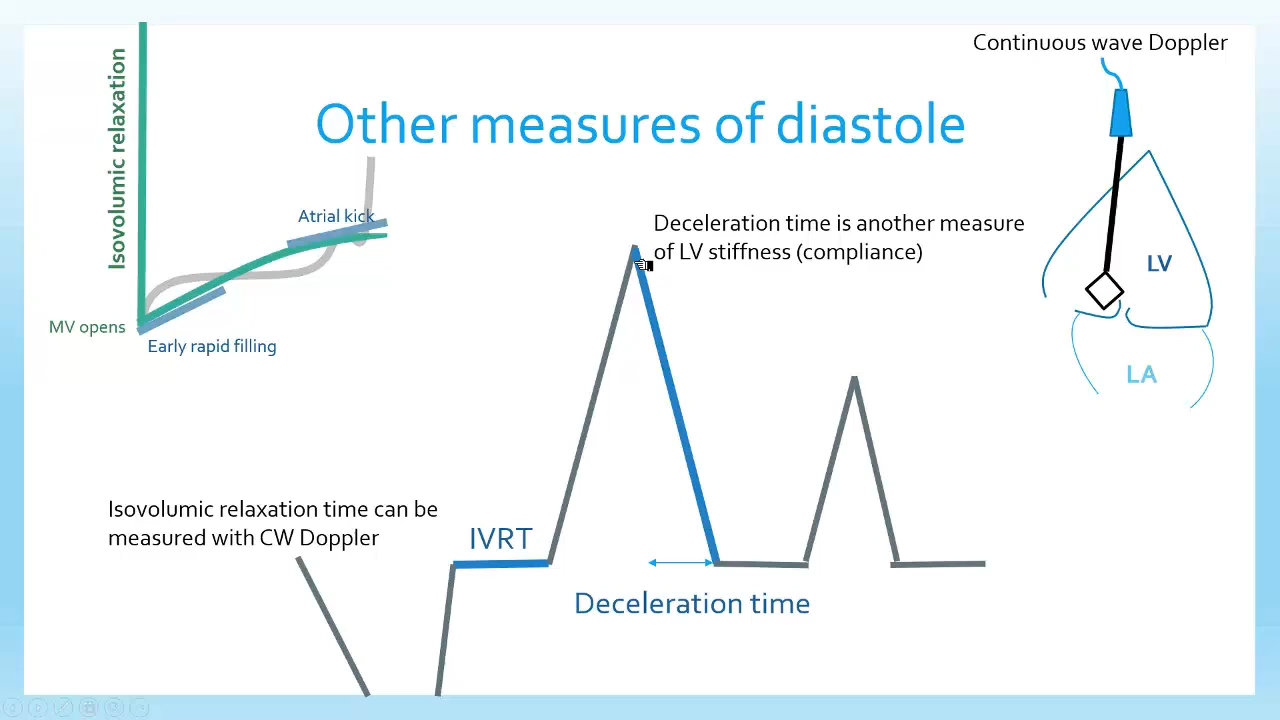 Continuous wave Doppler
Isovolumic relaxation
Other measures of diastole
Atrial kick
Deceleration time is another measure
of LV stiffness (compliance)
LV
MV opens
Early rapid filling
LA
Isovolumic relaxation time can be
measured with CW Doppler
IVRT
Deceleration time